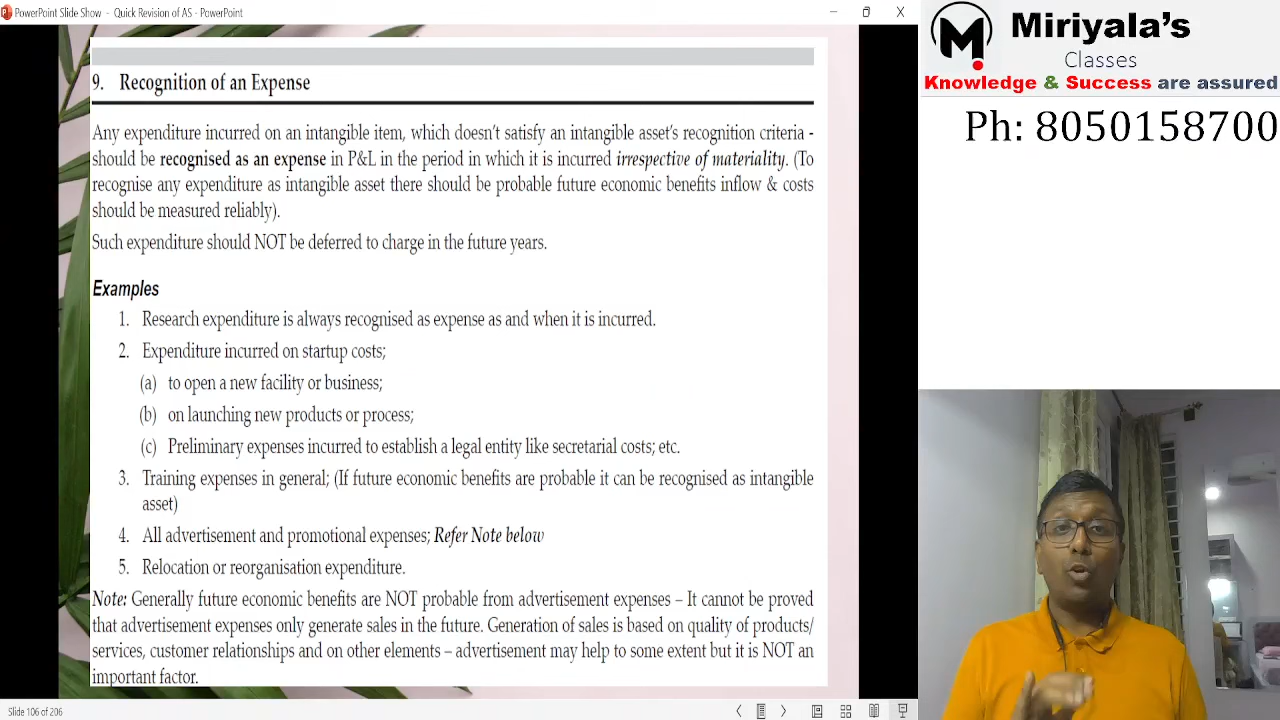 PowerPoint Slide Show - Quick Revision of AS - PowerPoint
9. Recognition of an Expense
Any expenditure incurred on an intangible item, which doesn't satisfy an intangible asset's recognition criteria -
should be recognised as an expense in P&L in the period in which it is incurred irrespective of materiality. (To
recognise any expenditure as intangible asset there should be probable future economic benefits inflow & costs
should be measured reliably).
Such expenditure should NOT be deferred to charge in the future years.
Examples
1. Research expenditure is always recognised as expense as and when it is incurred.
2. Expenditure incurred on startup costs;
(a) to open a new facility or business;
(b) on launching new products or process;
(c) Preliminary expenses incurred to establish a legal entity like secretarial costs; etc.
3. Training expenses in general; (If future economic benefits are probable it can be recognised as intangible
asset)
4. All advertisement and promotional expenses; Refer Note below
5. Relocation or reorganisation expenditure.
Note: Generally future economic benefits are NOT probable from advertisement expenses – It cannot be proved
that advertisement expenses only generate sales in the future. Generation of sales is based on quality of products/
services, customer relationships and on other elements – advertisement may help to some extent but it is NOT an
important factor.
Slide 106 of 206
M
Miriyala's
Classes
Knowledge & Success are assured
Ph: 8050158700